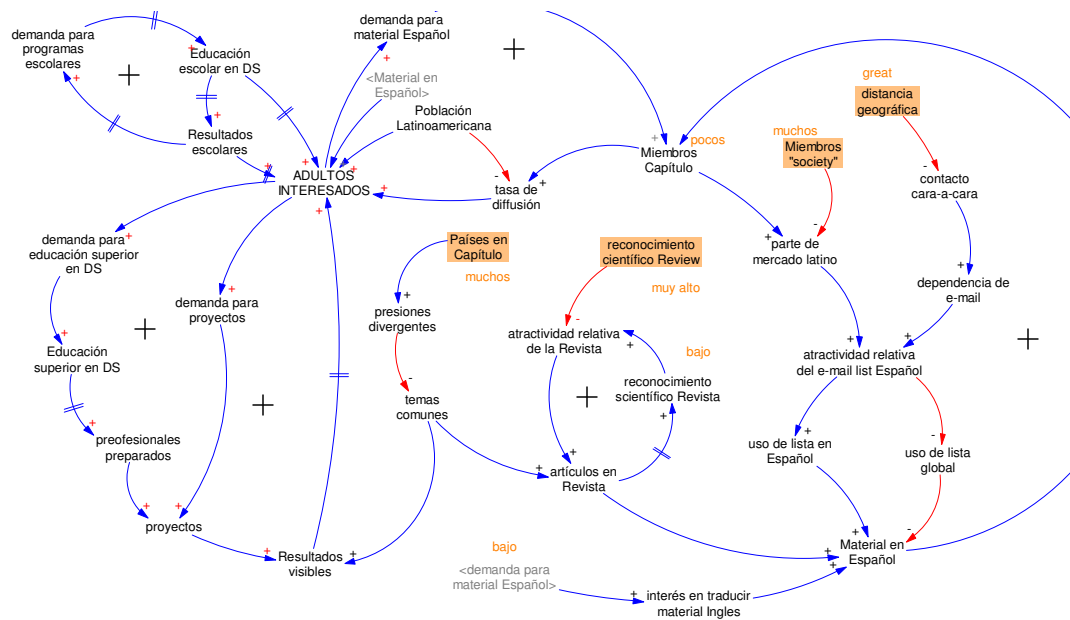 demanda para
programas
escolares
Educación
escolar en DS
Resultados
escolares
demanda para
material Español
<Material en
Español>
Población
Latinoamericana
ADULTOS
INTERESADOS
tasa de
diffusión
Miembros
Capítulo
pocos
muchos
Miembros
"society"
great
distancia
geográfica
contacto
cara-a-cara
demanda para
educación superior
en DS
demanda para
proyectos
Países en
Capítulo
muchos
presiones
divergentes
reconocimiento
científico Review
muy alto
atractividad relativa
de la Revista
bajo
reconocimiento
scientífico Revista
parte de
mercado latino
dependencia de
e-mail
atractividad relativa
del e-mail list Español
Educación
superior en DS
temas
comunes
preofesionales
preparados
artículos en
Revista
uso de lista en
Español
uso de lista
global
proyectos
Resultados
visibles
Material en
Español
bajo
<demanda para
material Español>
interés en traducir
material Ingles